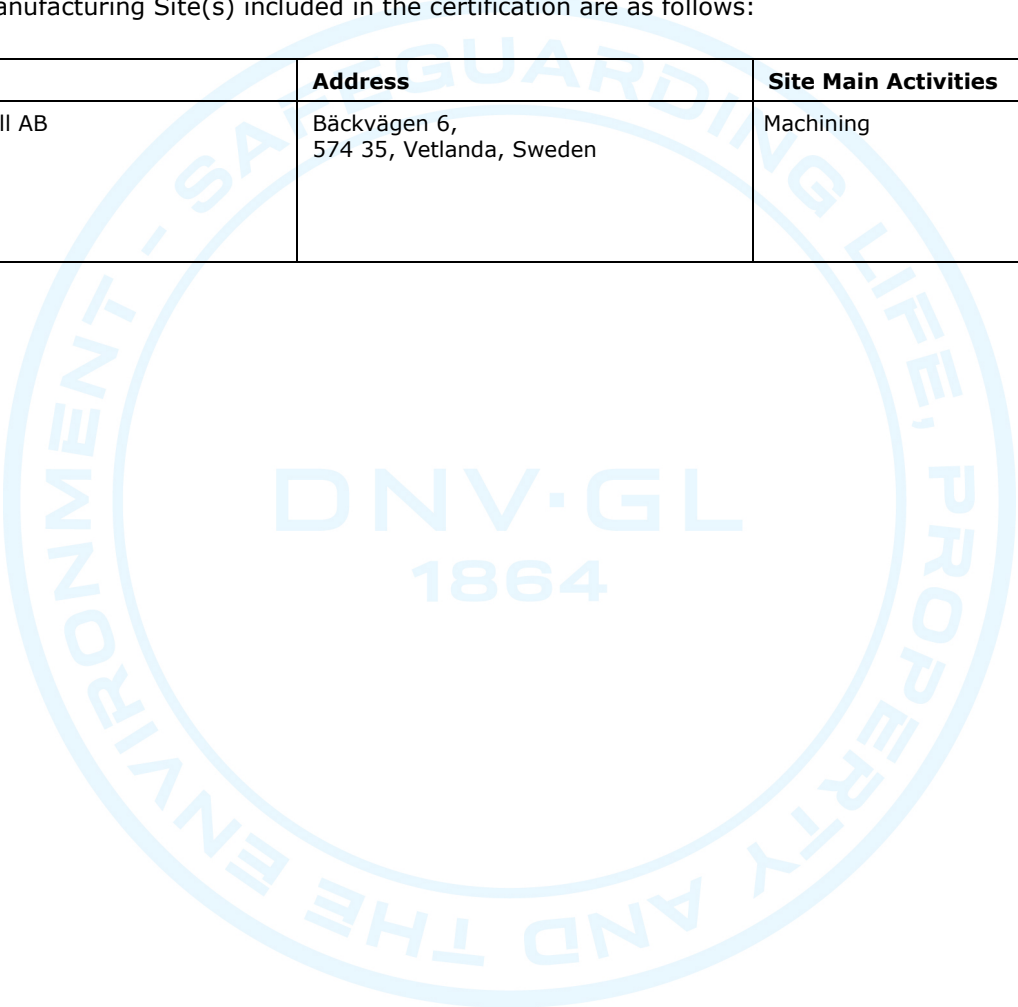 anufacturing Site(s) included in the certification are as follows:
Address Site Main Activities
ll AB Bäckvägen 6, Machining
574 35, Vetlanda, Sweden
SAFEGUARDING LIFE, PROPERTY AND THE ENVIRONMENT -
DNV·GL
1864